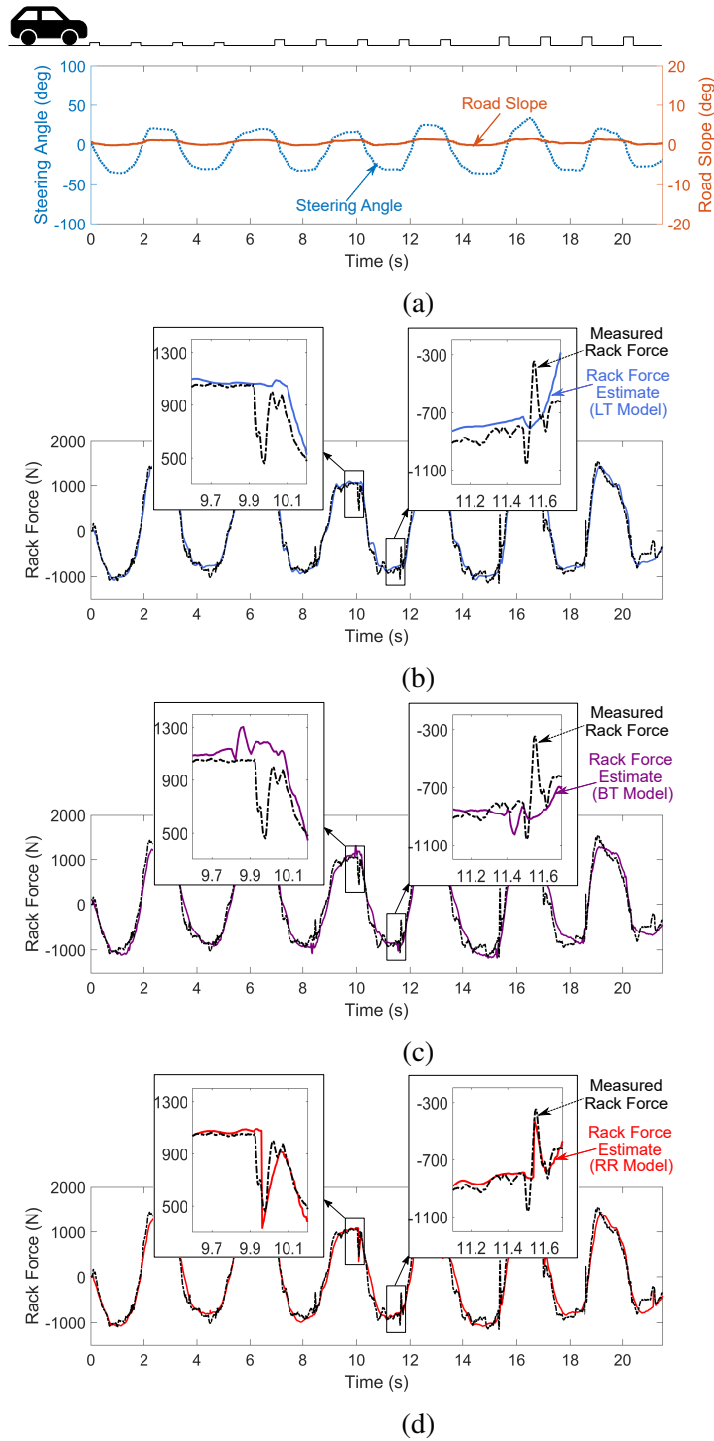 100
50
0
-50
-100
Steering Angle (deg)
20
10
0
-10
-20
Road Slope (deg)
Road Slope
Steering Angle
0 2 4 6 8 10 12 14 16 18 20
Time (s)
(a)
1300
900
500
9.7 9.9 10.1
-300
-700
-1100
11.2 11.4 11.6
Measured
Rack Force
Rack Force
Estimate
(LT Model)
2000
1000
0
-1000
Rack Force (N)
0 2 4 6 8 10 12 14 16 18 20
Time (s)
(b)
1300
900
500
9.7 9.9 10.1
-300
-700
-1100
11.2 11.4 11.6
Measured
Rack Force
Rack Force
Estimate
(BT Model)
2000
1000
0
-1000
Rack Force (N)
0 2 4 6 8 10 12 14 16 18 20
Time (s)
(c)
1300
900
500
9.7 9.9 10.1
-300
-700
-1100
11.2 11.4 11.6
Measured
Rack Force
Rack Force
Estimate
(RR Model)
2000
1000
0
-1000
Rack Force (N)
0 2 4 6 8 10 12 14 16 18 20
Time (s)
(d)